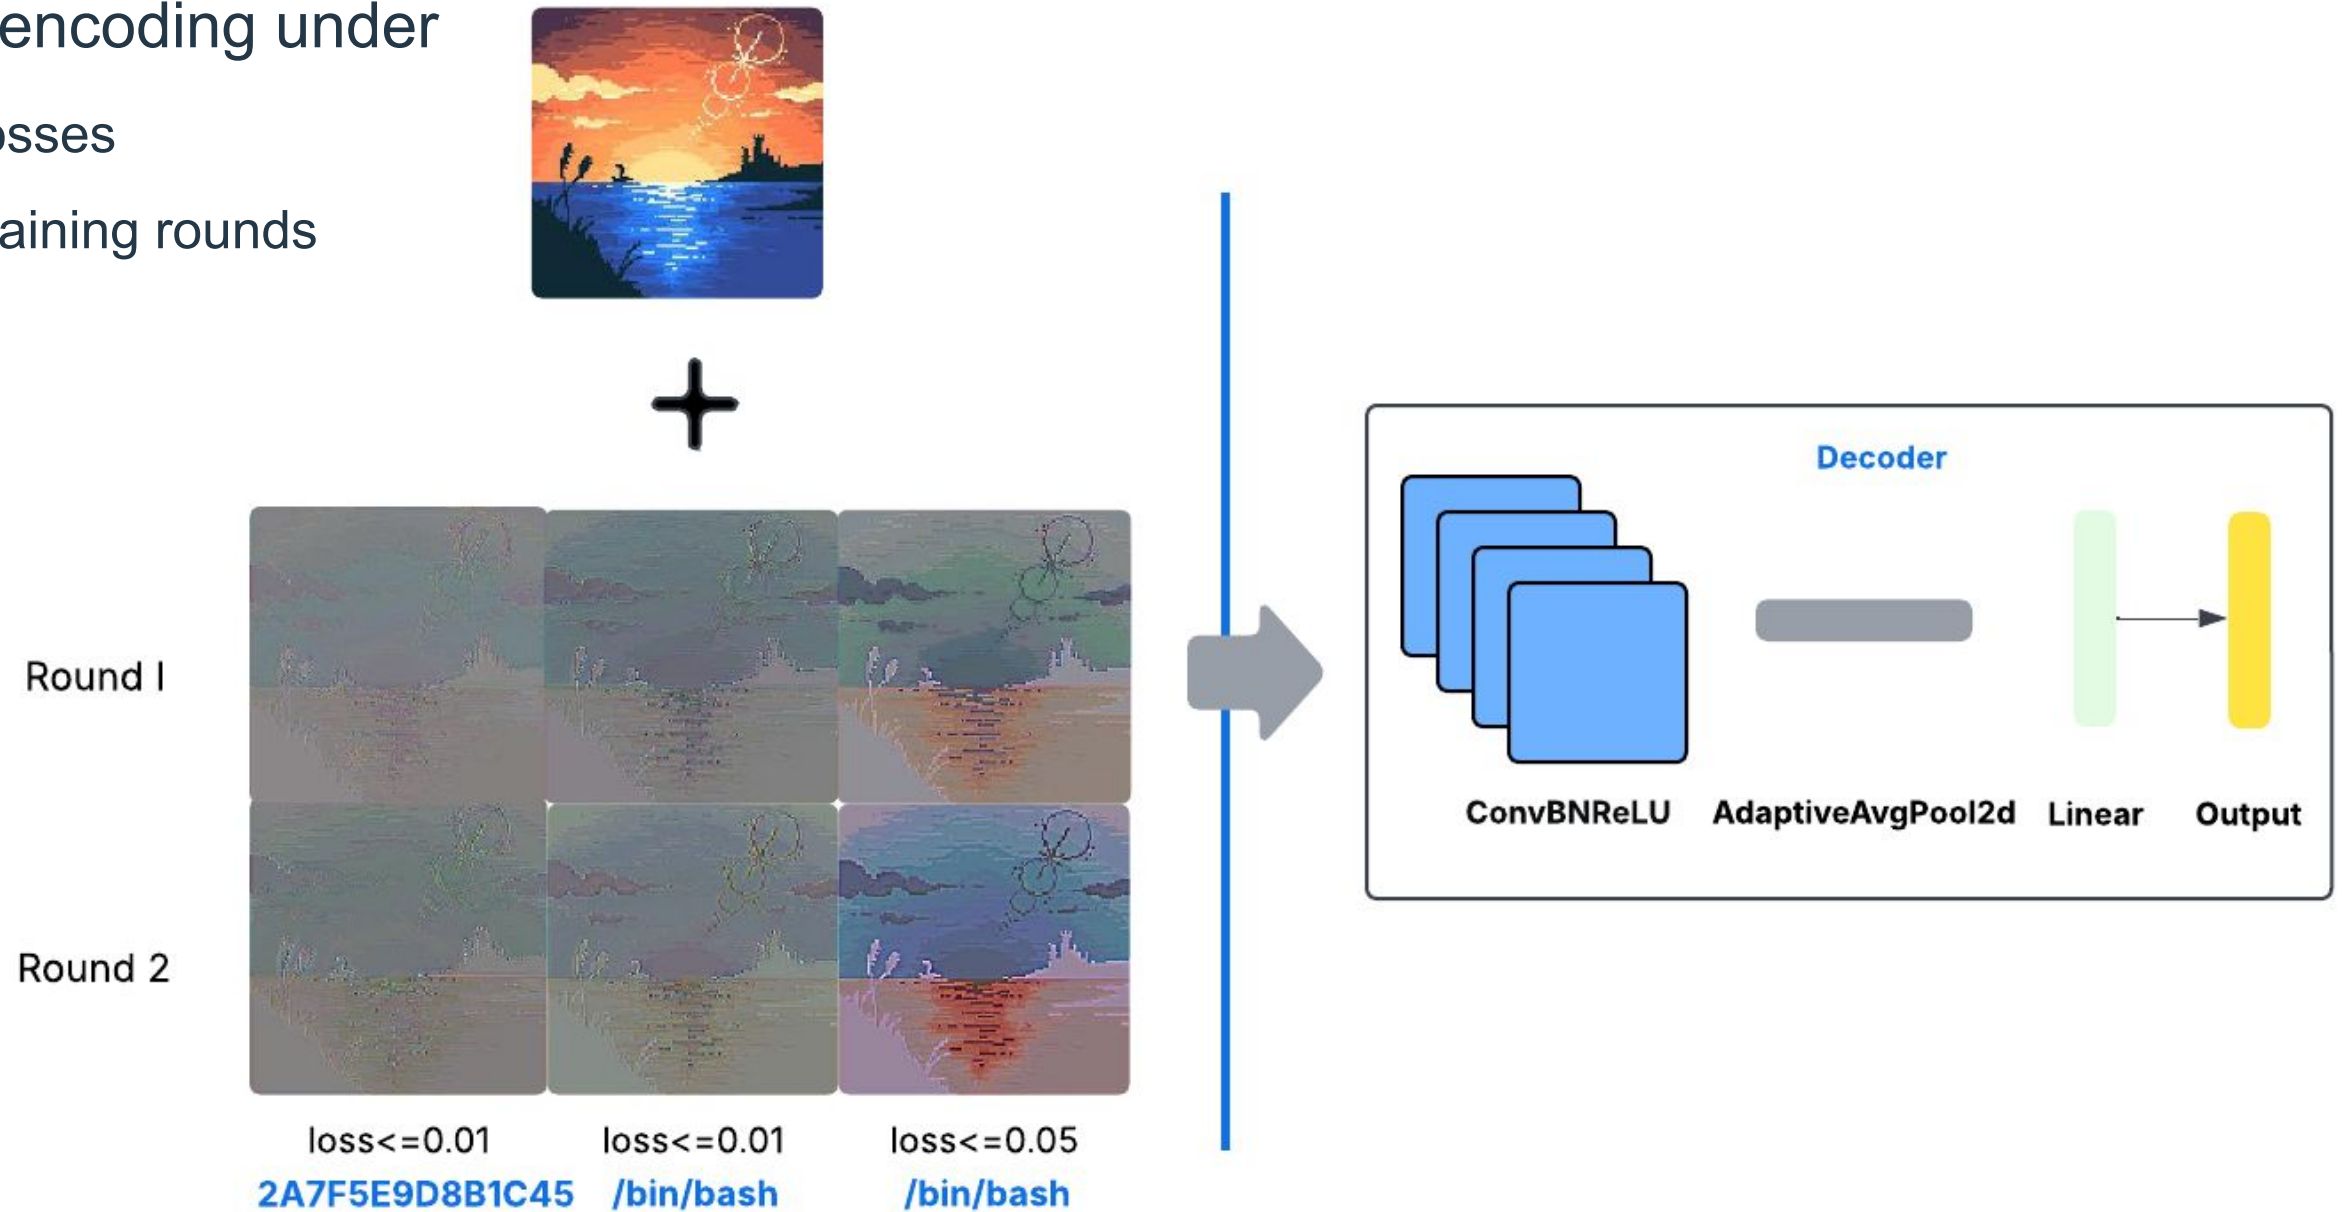 encoding under
osses
aining rounds
Decoder
ConvBNReLU AdaptiveAvgPool2d Linear Output
Round I
Round 2
loss<=0.01 loss<=0.01 loss<=0.05
2A7F5E9D8B1C45 /bin/bash /bin/bash